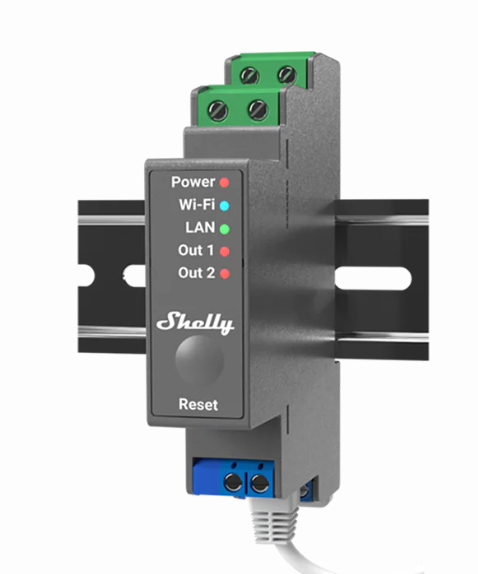 Power
Wi-Fi
LAN
Out 1
Out 2
Shelly
Reset